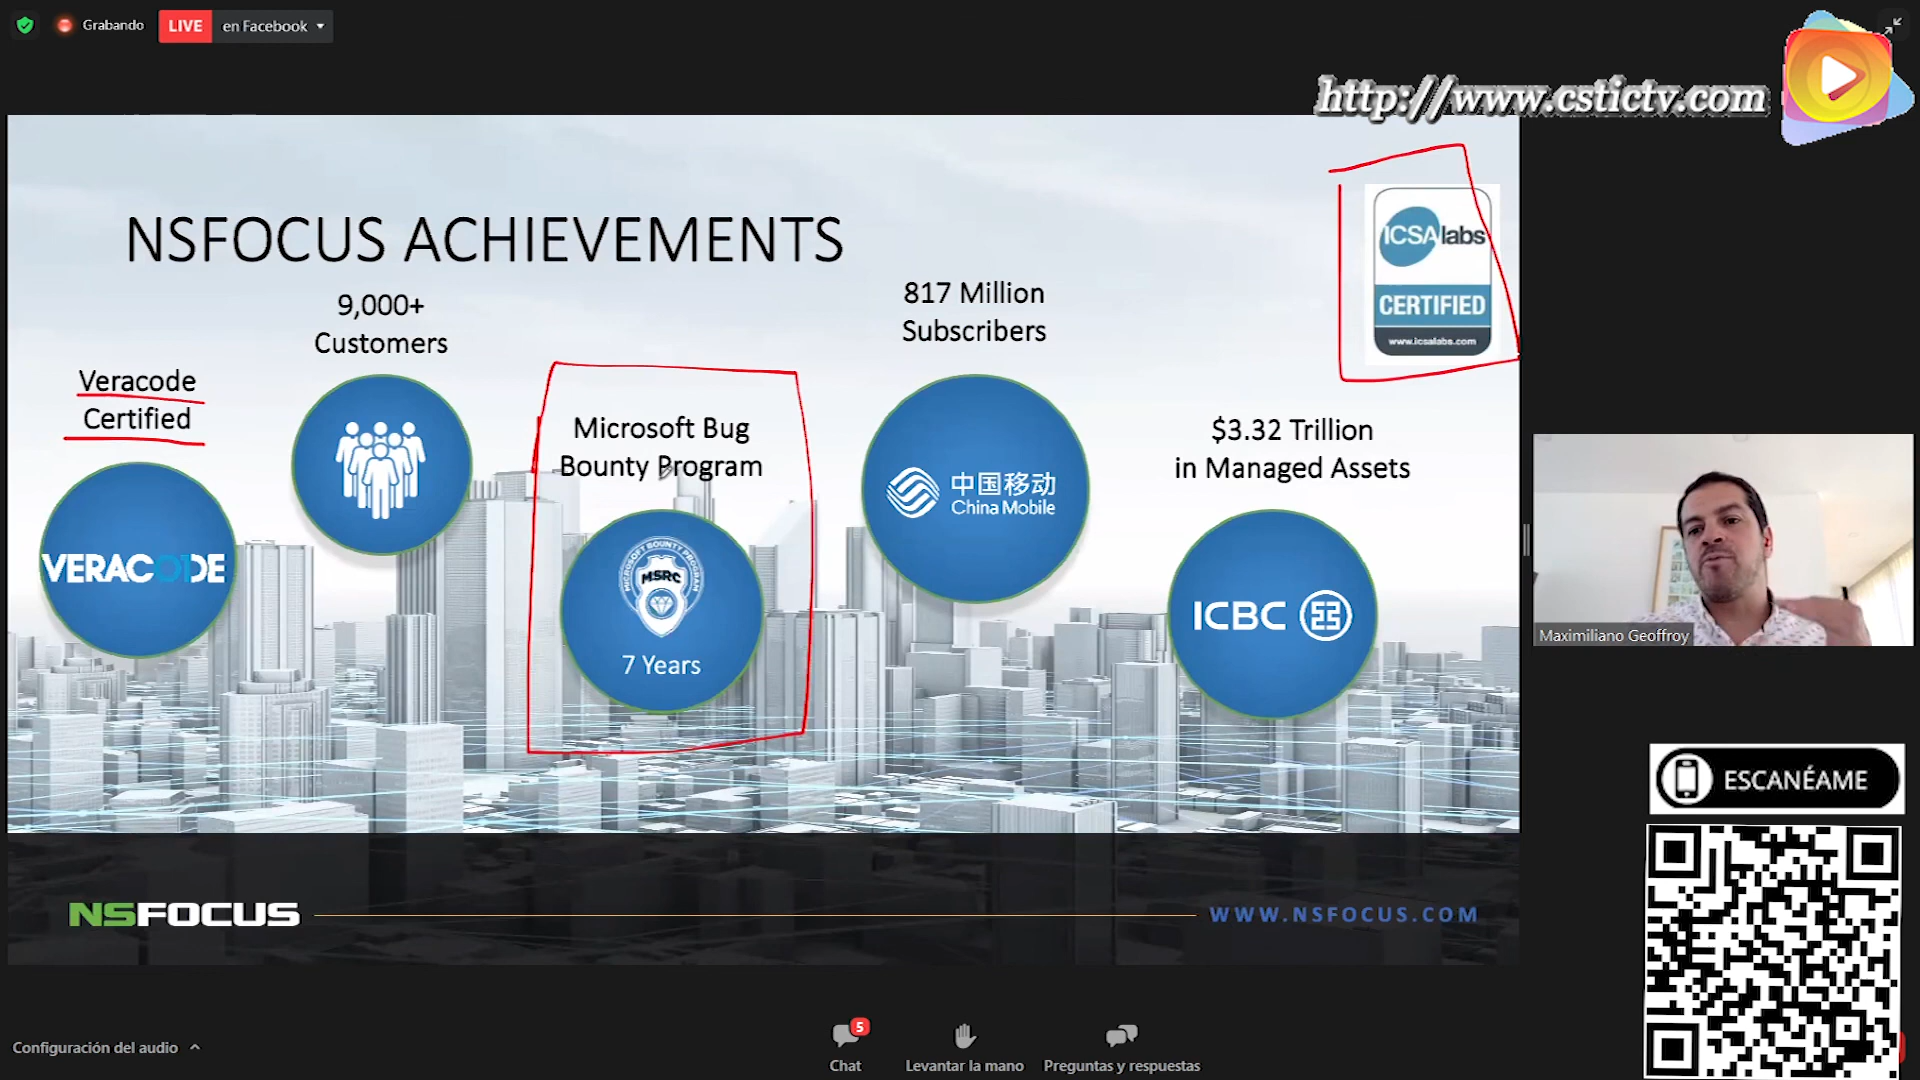 Grabando
LIVE
en Facebook
http://www.cstictv.com
NSFOCUS ACHIEVEMENTS
ICSAlabs
CERTIFIED
www.icsalabs.com
9,000+
Customers
817 Million
Subscribers
Veracode
Certified
Microsoft Bug
Bounty Program
$3.32 Trillion
in Managed Assets
VERACODE
MICROSOFT BOUNTY PROGRAM
MSRC
7 Years
中国移动
China Mobile
ICBC
Maximiliano Geoffroy
ESCANÉAME
NSFOCUS
WWW.NSFOCUS.COM
Configuración del audio
5
Chat
Levantar la mano
Preguntas y respuestas